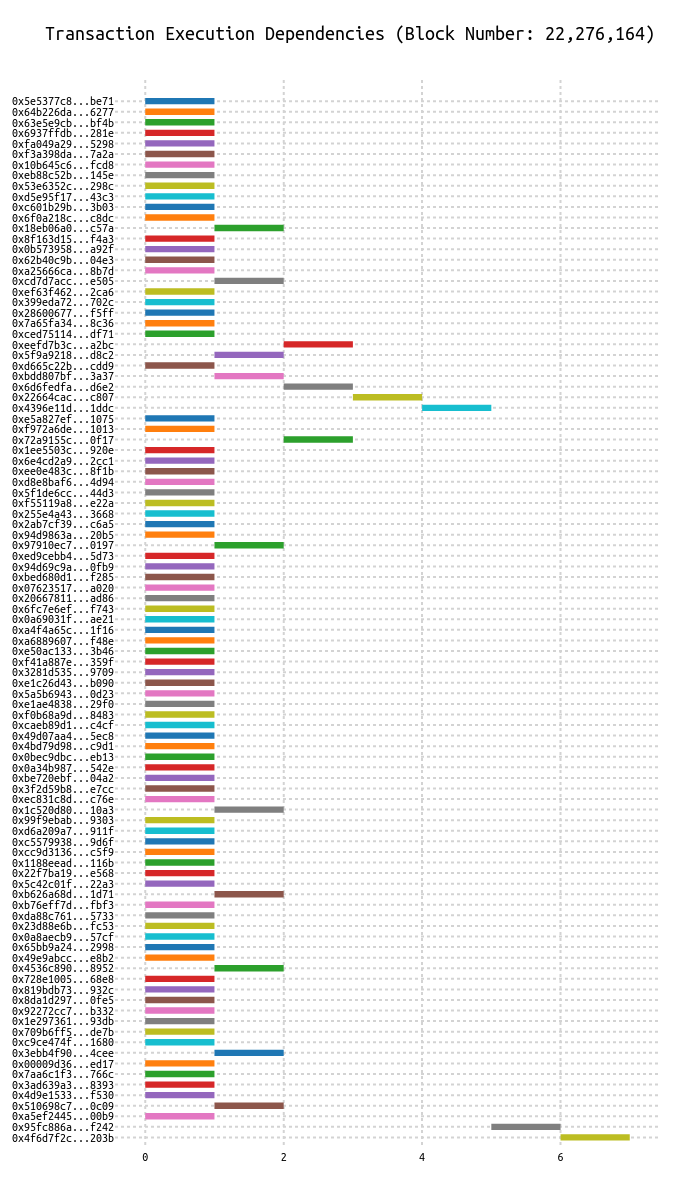 Transaction Execution Dependencies (Block Number: 22,276,164)
0x5e5377c8...be71
0x64b226da...6277
0x63e5e9cb...bf4b
0x6937ffdb...281e
0xfa049a29...5298
0xf3a398da...7a2a
0x10b645c6...fcd8
0xeb88c52b...145e
0x53e6352c...298c
0xd5e95f17...43c3
0xc601b29b...3b03
0x6f0a218c...c8dc
0x18eb06a0...c57a
0x8f163d15...f4a3
0x0b573958...a92f
0x62b40c9b...04e3
0xa25666ca...8b7d
0xcd7d7acc...e505
0xef63f462...2ca6
0x399eda72...702c
0x28600677...f5ff
0x7a65fa34...8c36
0xced75114...df71
0xeefd7b3c...a2bc
0x5f9a9218...d8c2
0xd665c22b...cdd9
0xbdd807bf...3a37
0x6d6fedfa...d6e2
0x22664cac...c807
0x4396e11d...1ddc
0xe5a827ef...1075
0xf972a6de...1013
0x72a9155c...0f17
0x1ee5503c...920e
0x6e4cd2a9...2cc1
0xee0e483c...8f1b
0xd8e8baf6...4d94
0x5f1de6cc...44d3
0xf55119a8...e22a
0x255e4a43...3668
0x2ab7cf39...c6a5
0x94d9863a...20b5
0x97910ec7...0197
0xed9cebb4...5d73
0x94d69c9a...0fb9
0xbed680d1...f285
0x07623517...a020
0x20667811...ad86
0x6fc7e6ef...f743
0x0a69031f...ae21
0xa4f4a65c...1f16
0xa6889607...f48e
0xe50ac133...3b46
0xf41a887e...359f
0x3281d535...9709
0xe1c26d43...b090
0x5a5b6943...0d23
0xe1ae4838...29f0
0xf0b68a9d...8483
0xcaeb89d1...c4cf
0x49d07aa4...5ec8
0x4bd79d98...c9d1
0x0bec9dbc...eb13
0x0a34b987...542e
0xbe720ebf...04a2
0x3f2d59b8...e7cc
0xec831c8d...c76e
0x1c520d80...10a3
0x99f9ebab...9303
0xd6a209a7...911f
0xc5579938...9d6f
0xcc9d3136...c5f9
0x1188eead...116b
0x22f7ba19...e568
0x5c42c01f...22a3
0xb626a68d...1d71
0xb76eff7d...fbf3
0xda88c761...5733
0x23d88e6b...fc53
0x0a8aecb9...57cf
0x65bb9a24...2998
0x49e9abcc...e8b2
0x4536c890...8952
0x728e1005...68e8
0x819bdb73...932c
0x8da1d297...0fe5
0x92272cc7...b332
0x1e297361...93db
0x709b6ff5...de7b
0xc9ce474f...1680
0x3ebb4f90...4cee
0x00009d36...ed17
0x7aa6c1f3...766c
0x3ad639a3...8393
0x4d9e1533...f530
0x510698c7...0c09
0xa5ef2445...00b9
0x95fc886a...f242
0x4f6d7f2c...203b
0 2 4 6